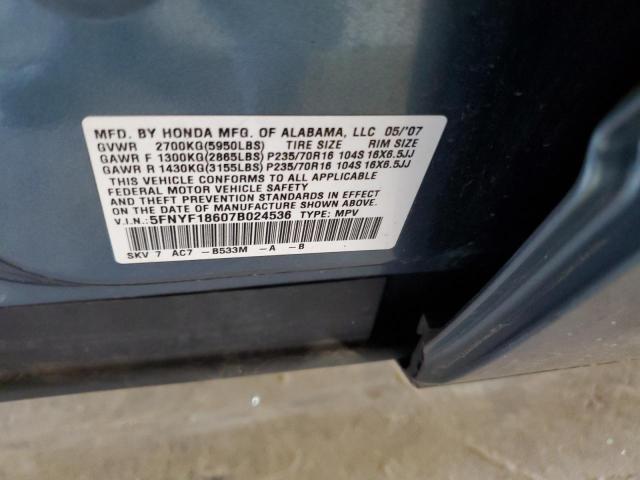 MFD. BY HONDA MFG. OF ALABAMA, LLC 05/'07
GVWR 2700KG(5950LBS) TIRE SIZE RIM SIZE
GAWR F 1300KG(2865LBS) P235/70R16 104S 16X6.5JJ
GAWR R 1430KG(3155LBS) P235/70R16 104S 16X6.5JJ
THIS VEHICLE CONFORMS TO ALL APPLICABLE
FEDERAL MOTOR VEHICLE SAFETY
AND THEFT PREVENTION STANDARDS IN EFFECT
ON THE DATE OF MANUFACTURE SHOWN ABOVE.
V.I.N: 5FNYF18607B024536 TYPE: MPV
SKV 7 AC7 -B533M -A -B